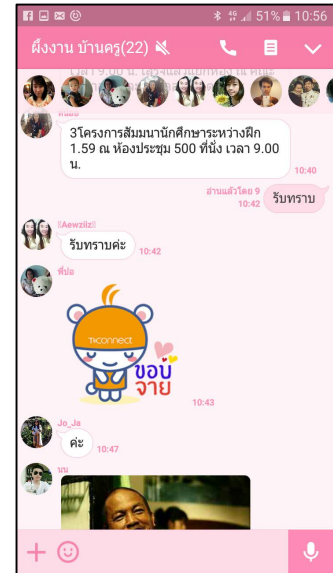 51% 10:56
ผึ้งงาน บ้านครู(22)
3โครงการสัมมนานักศึกษาระหว่างฝึก
1.59 ณ ห้องประชุม 500 ที่นั่ง เวลา 9.00
น.
10:40
อ่านแล้วโดย 9
10:42
รับทราบ
Aewziiz
รับทราบค่ะ
10:42
พี่ปอ
TKCONNECT
ขอบ
จาย
10:43
Jo_Ja
ค่ะ
10:47
นน